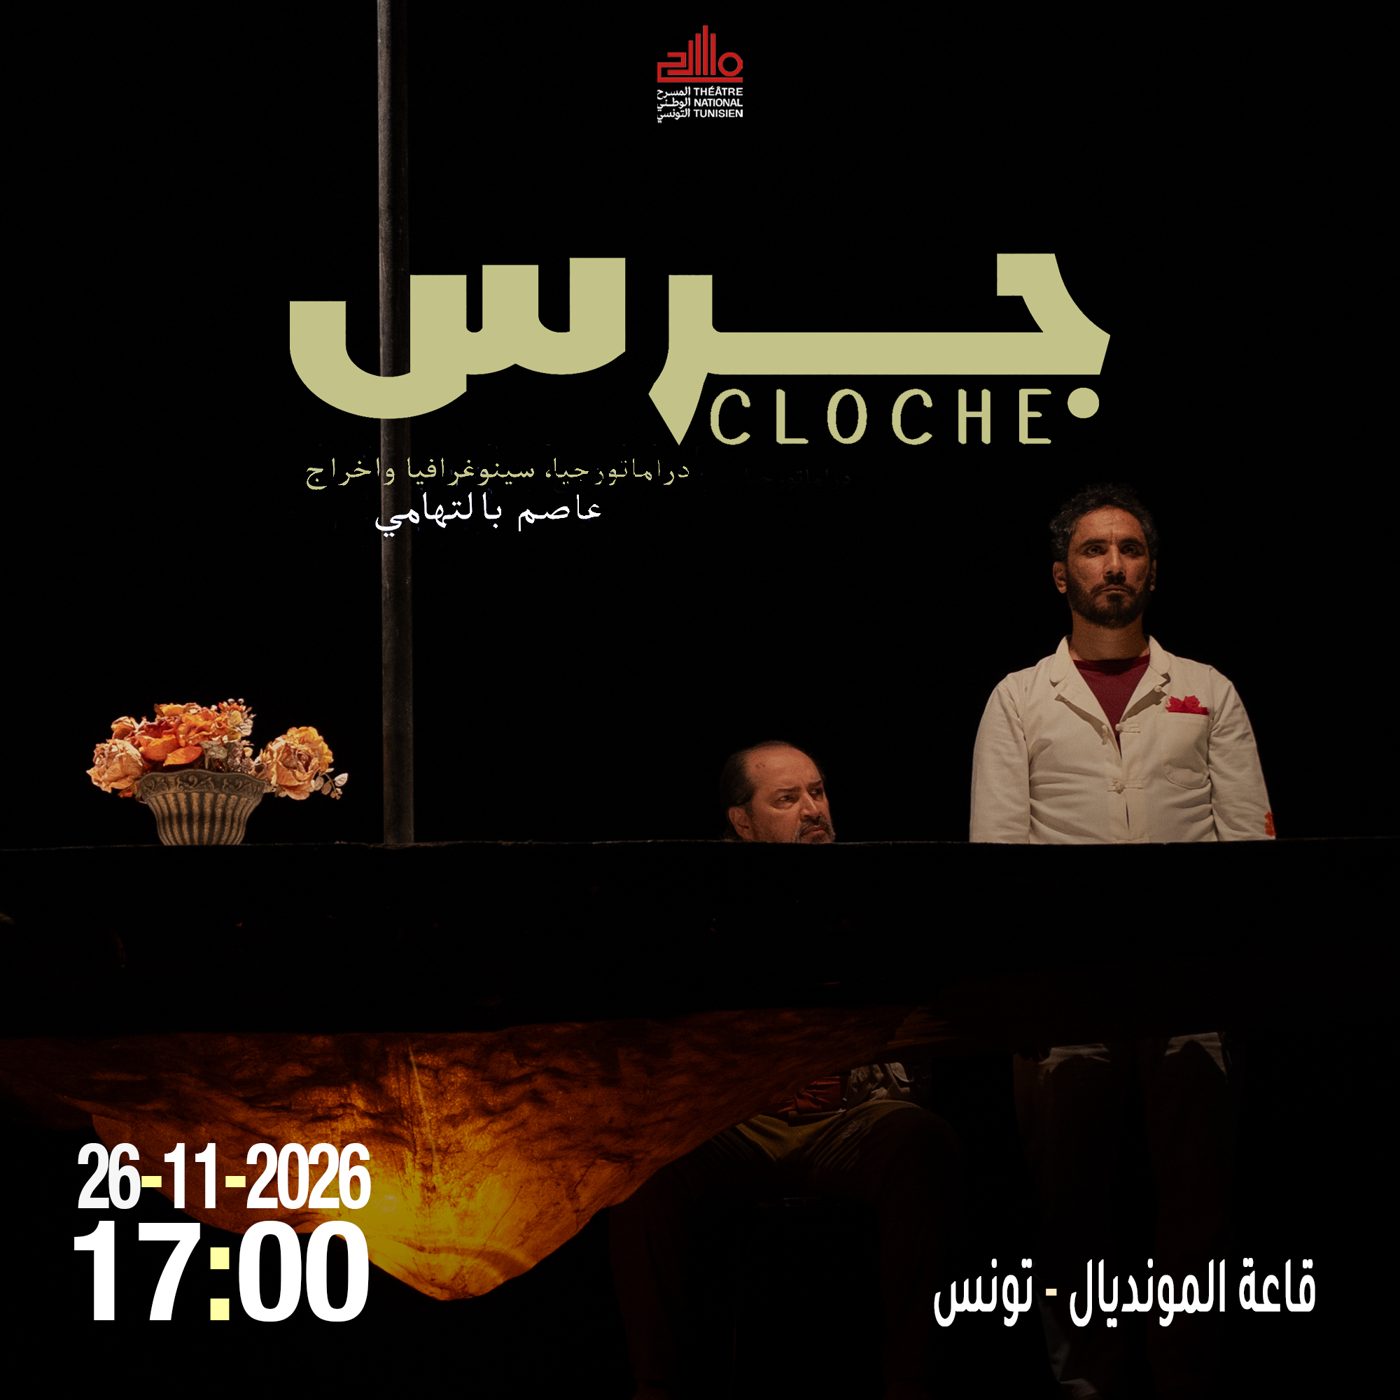 المسرح THÉÂTRE
الوطني NATIONAL
التونسي TUNISIEN
جرس
CLOCHE
دراماتورجيا، سينوغرافيا واخراج
عاصم بالتهامي
26-11-2026
17:00
قاعة المونديال - تونس